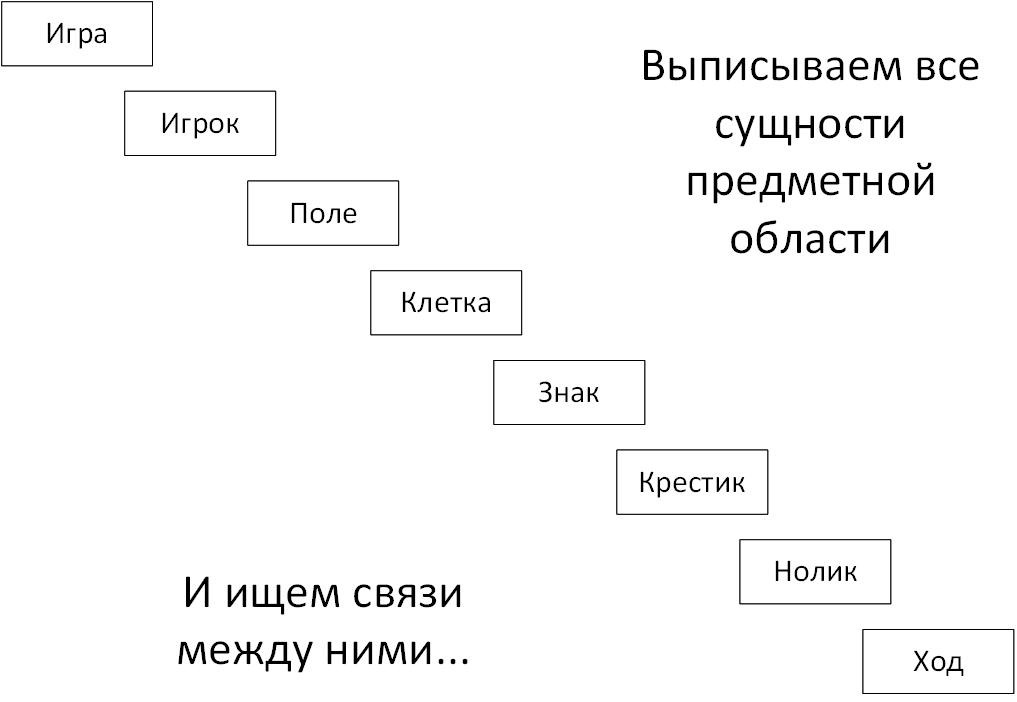 Игра
Выписываем все
сущности
предметной
области
Игрок
Поле
Клетка
Знак
Крестик
Нолик
Ход
И ищем связи
между ними...